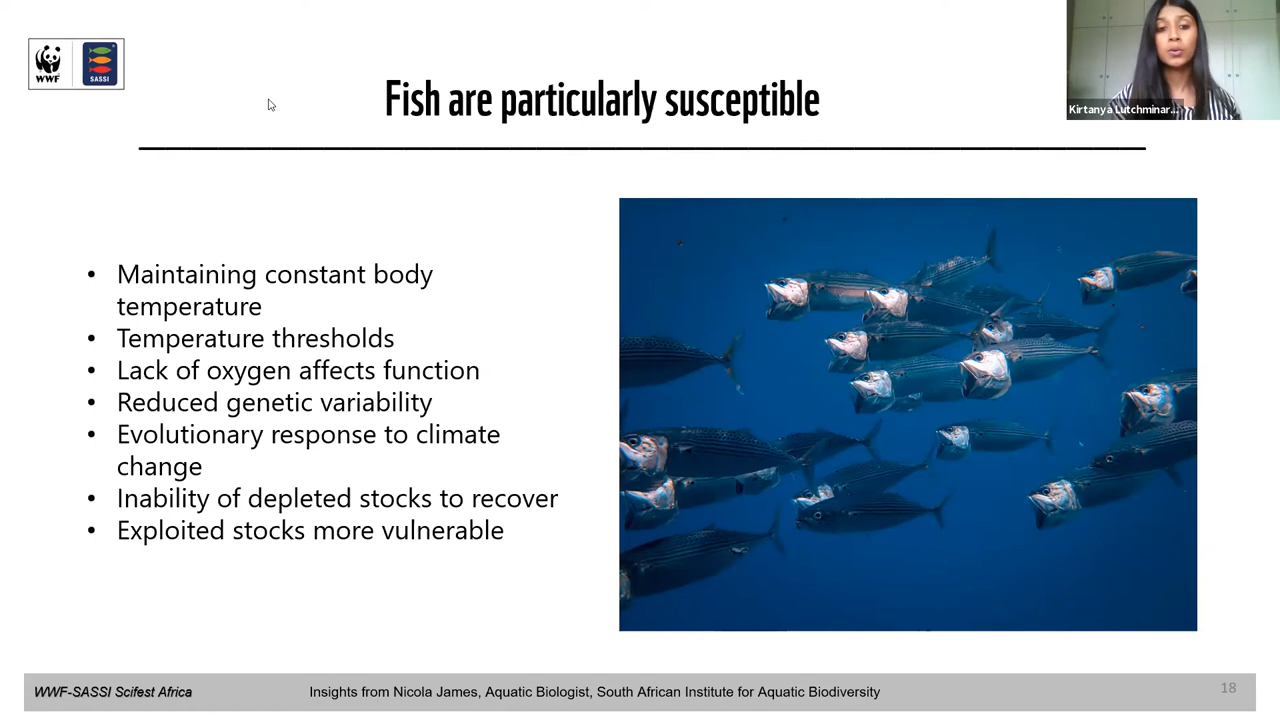 WWF
SASSI
Fish are particularly susceptible
Kirtanya Lutchminar...
• Maintaining constant body
temperature
• Temperature thresholds
• Lack of oxygen affects function
• Reduced genetic variability
• Evolutionary response to climate
change
• Inability of depleted stocks to recover
• Exploited stocks more vulnerable
WWF-SASSI Scifest Africa
Insights from Nicola James, Aquatic Biologist, South African Institute for Aquatic Biodiversity
18